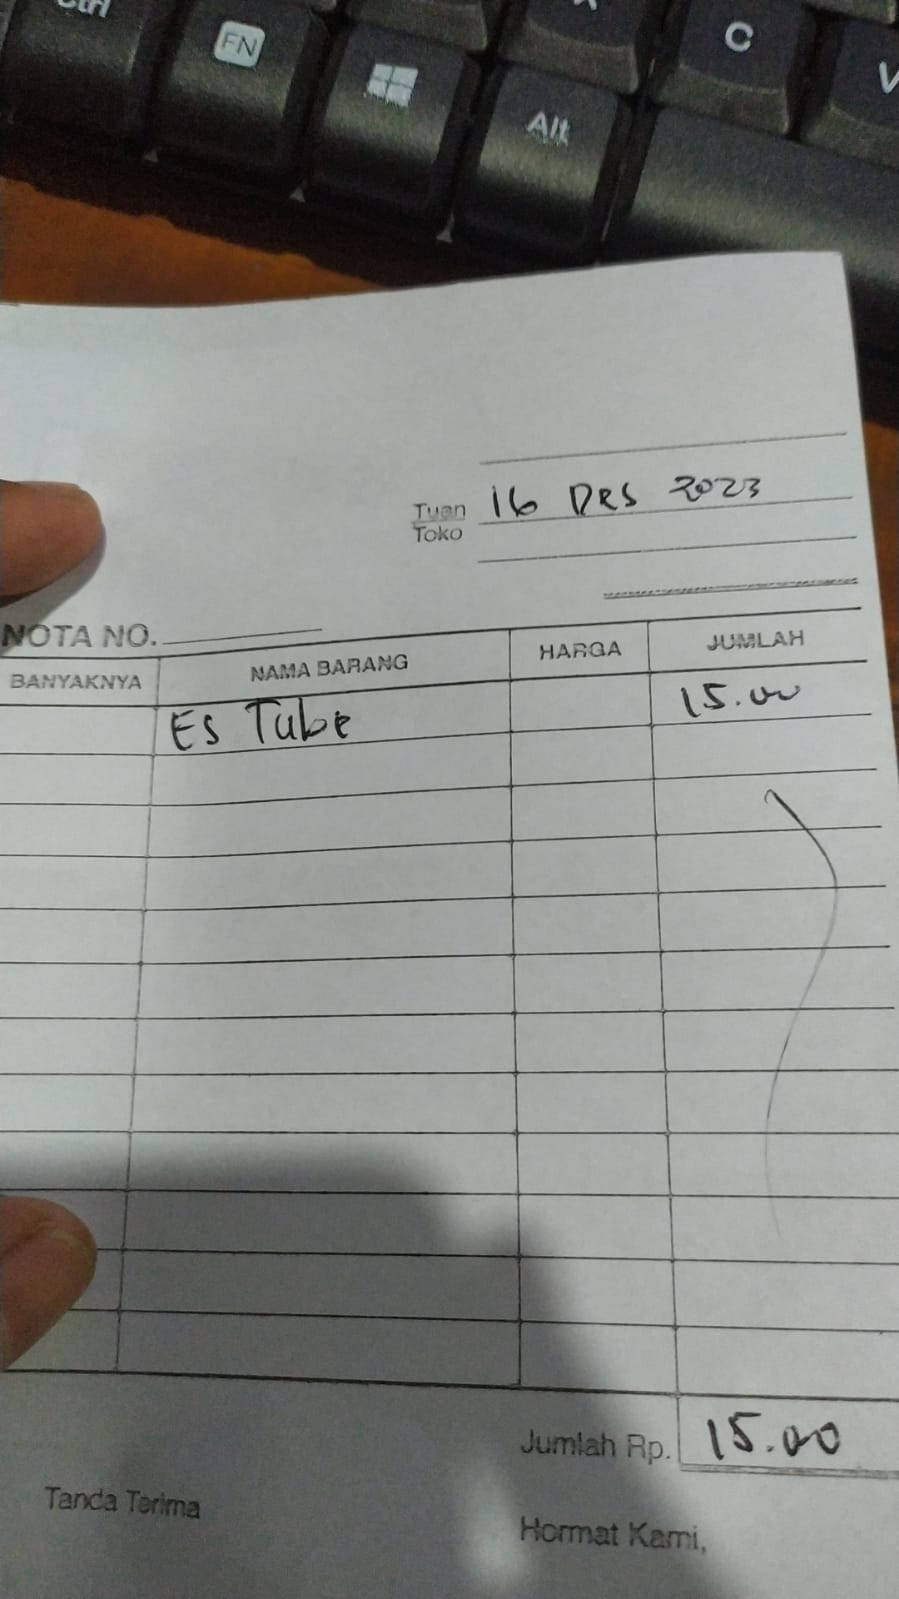 Ctrl
FN
Alt
C
V
Tuan 16 DES 2023
Toko
NOTA NO.
BANYAKNYA NAMA BARANG HARGA JUMLAH
Es Tube 15.00
Jumlah Rp. 15.00
Tanda Terima
Hormat Kami,